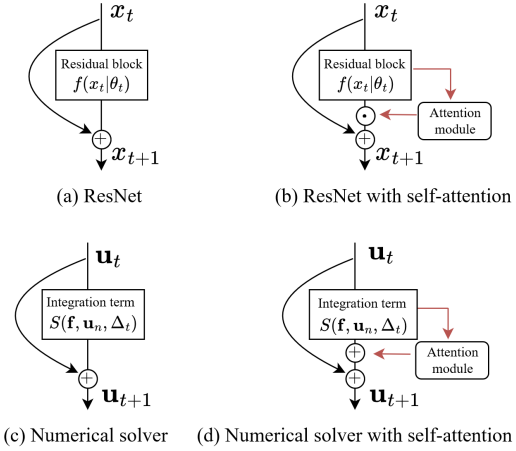 x_t
Residual block
f(x_t|θ_t)
+
x_{t+1}
(a) ResNet
x_t
Residual block
f(x_t|θ_t)
Attention
module
+
x_{t+1}
(b) ResNet with self-attention
u_t
Integration term
S(f, u_n, Δ_t)
+
u_{t+1}
(c) Numerical solver
u_t
Integration term
S(f, u_n, Δ_t)
+
Attention
module
+
u_{t+1}
(d) Numerical solver with self-attention